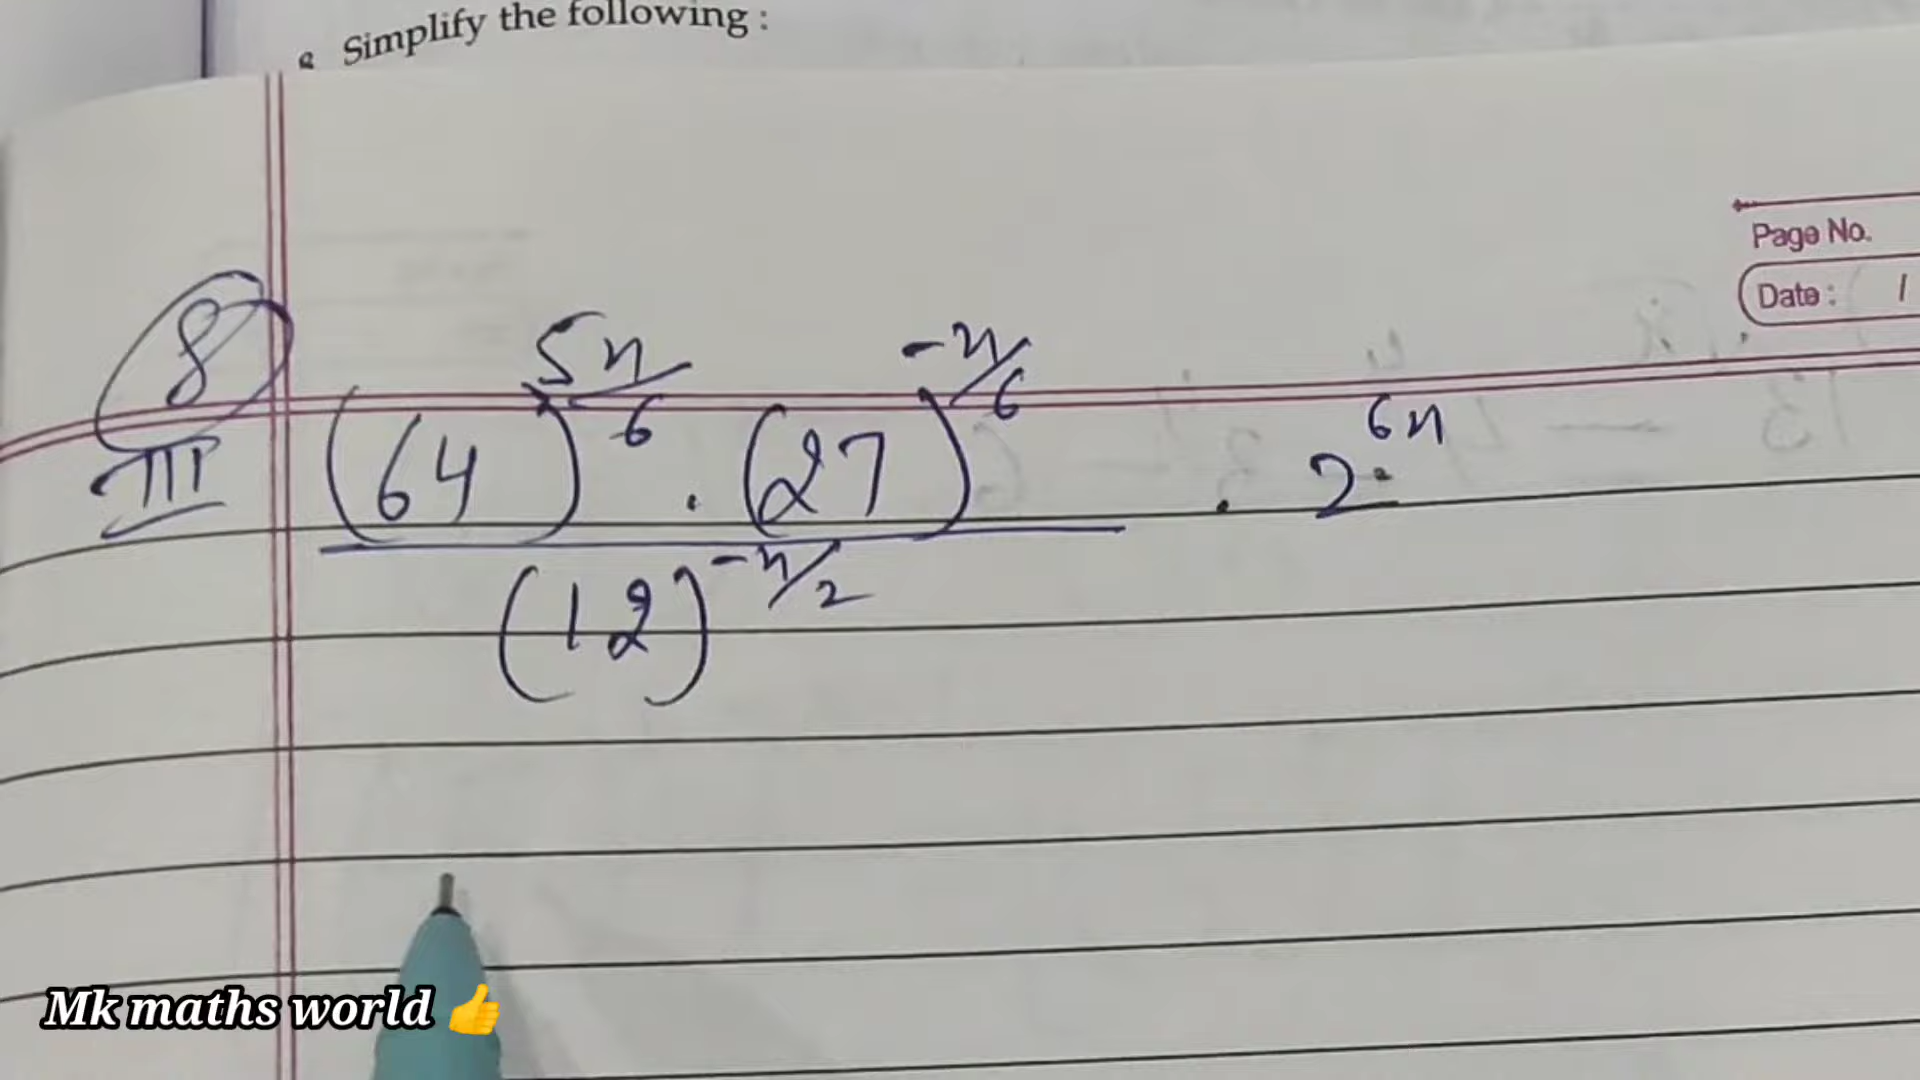 8. Simplify the following :
Page No.
Date : /
8
III
(64)^{5n/6} . (27)^{-n/6} . 2^{6n}
(12)^{-n/2}
Mk maths world 👍